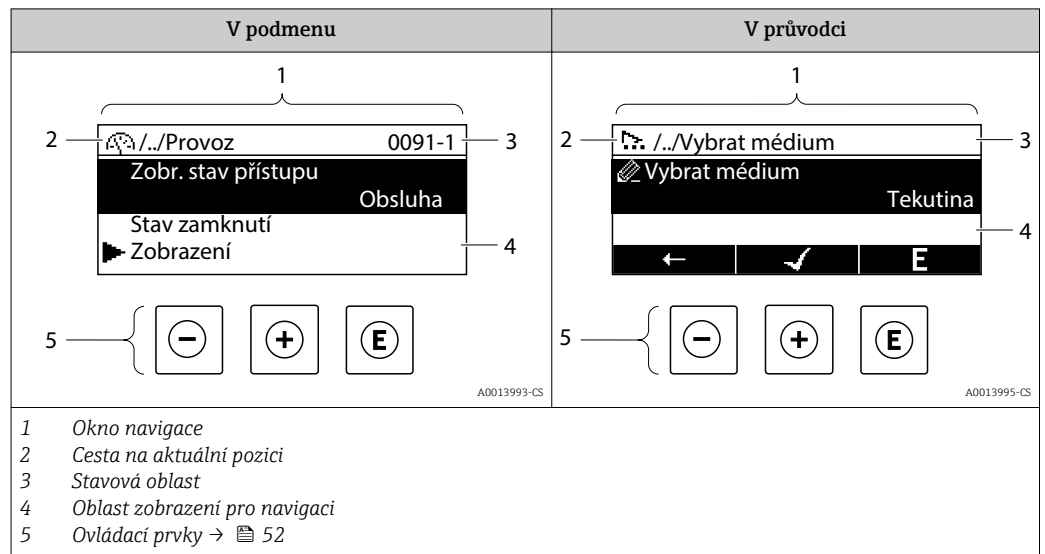 V podmenu
V průvodci
1
2
/../Provoz 0091-1
3
Zobr. stav přístupu
Obsluha
Stav zamknutí
Zobrazení
4
5
− + E
A0013993-CS
1
2
/../Vybrat médium
3
Vybrat médium
Tekutina
4
← ✓ E
5
− + E
A0013995-CS
1 Okno navigace
2 Cesta na aktuální pozici
3 Stavová oblast
4 Oblast zobrazení pro navigaci
5 Ovládací prvky → 52